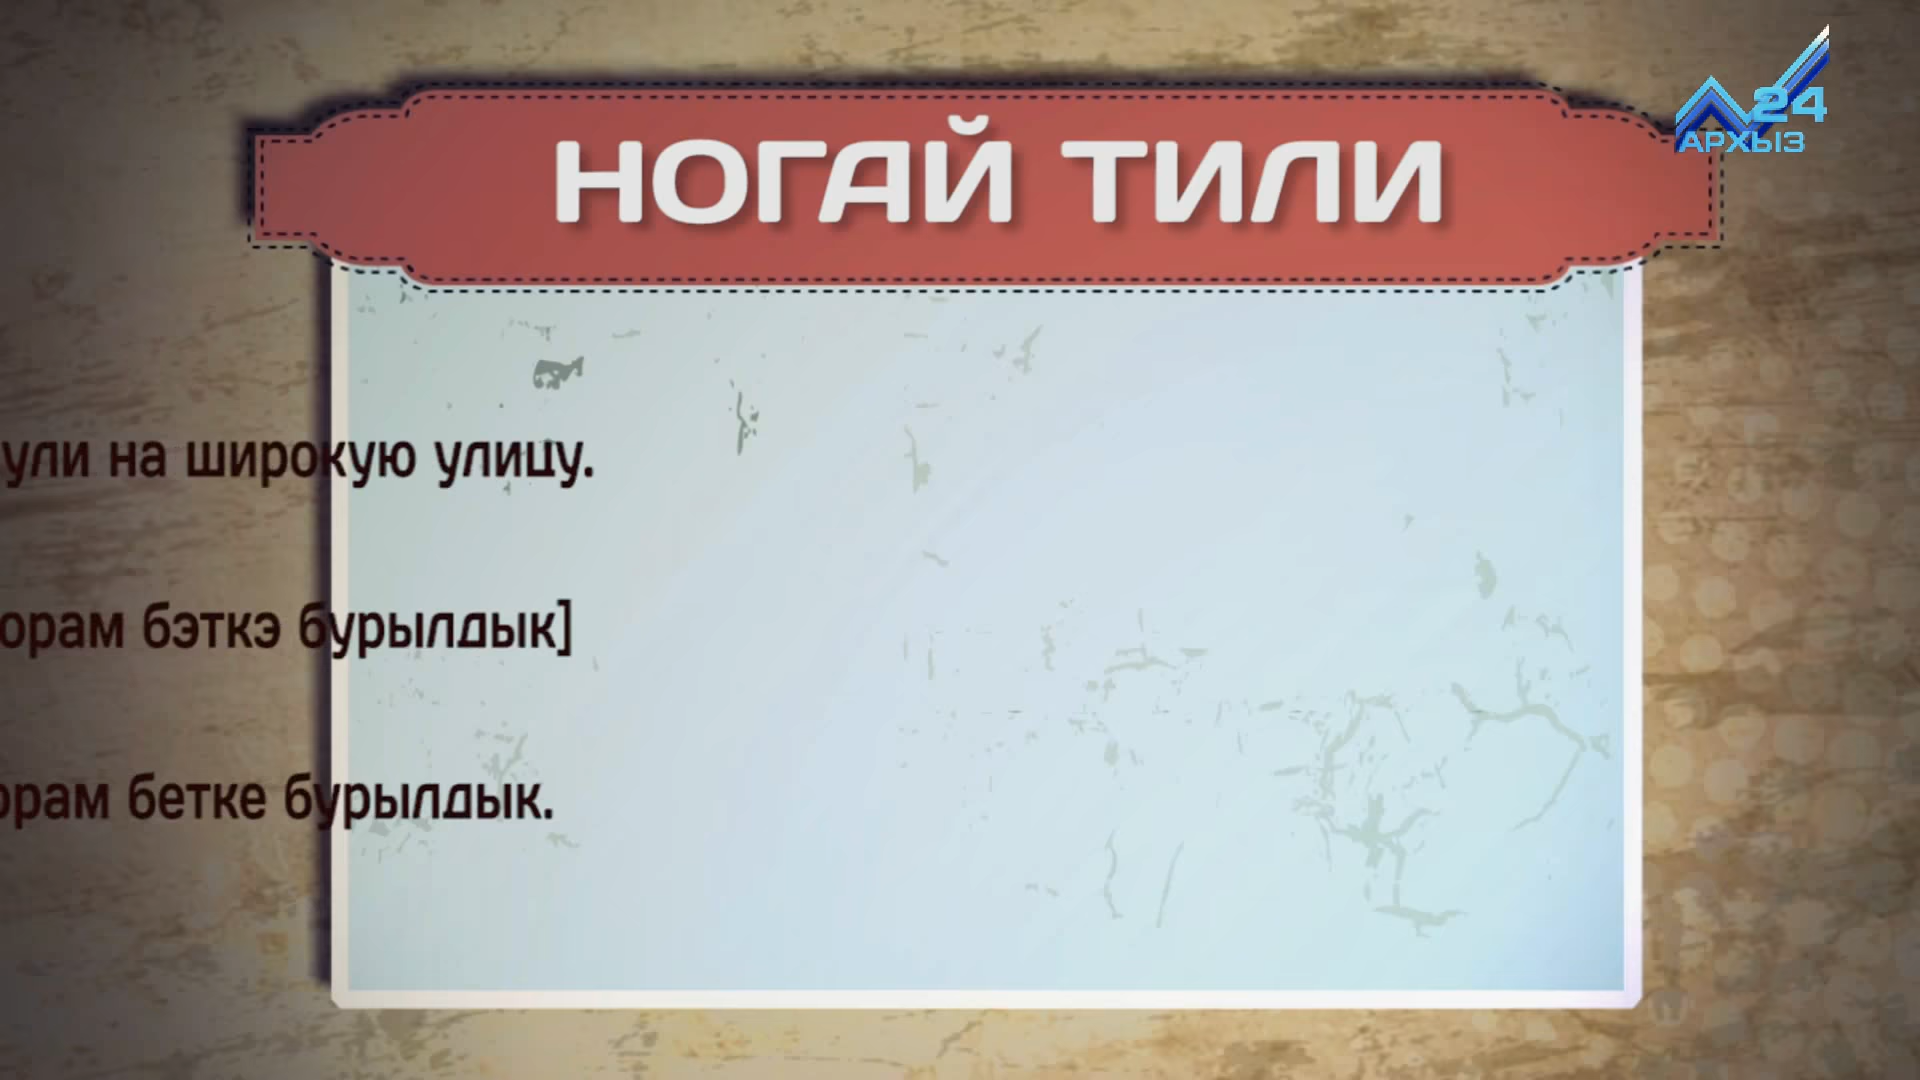 24
АРХЫЗ
НОГАЙ ТИЛИ
ули на широкую улицу.
орам бэткэ бурылдык]
орам бетке бурылдык.